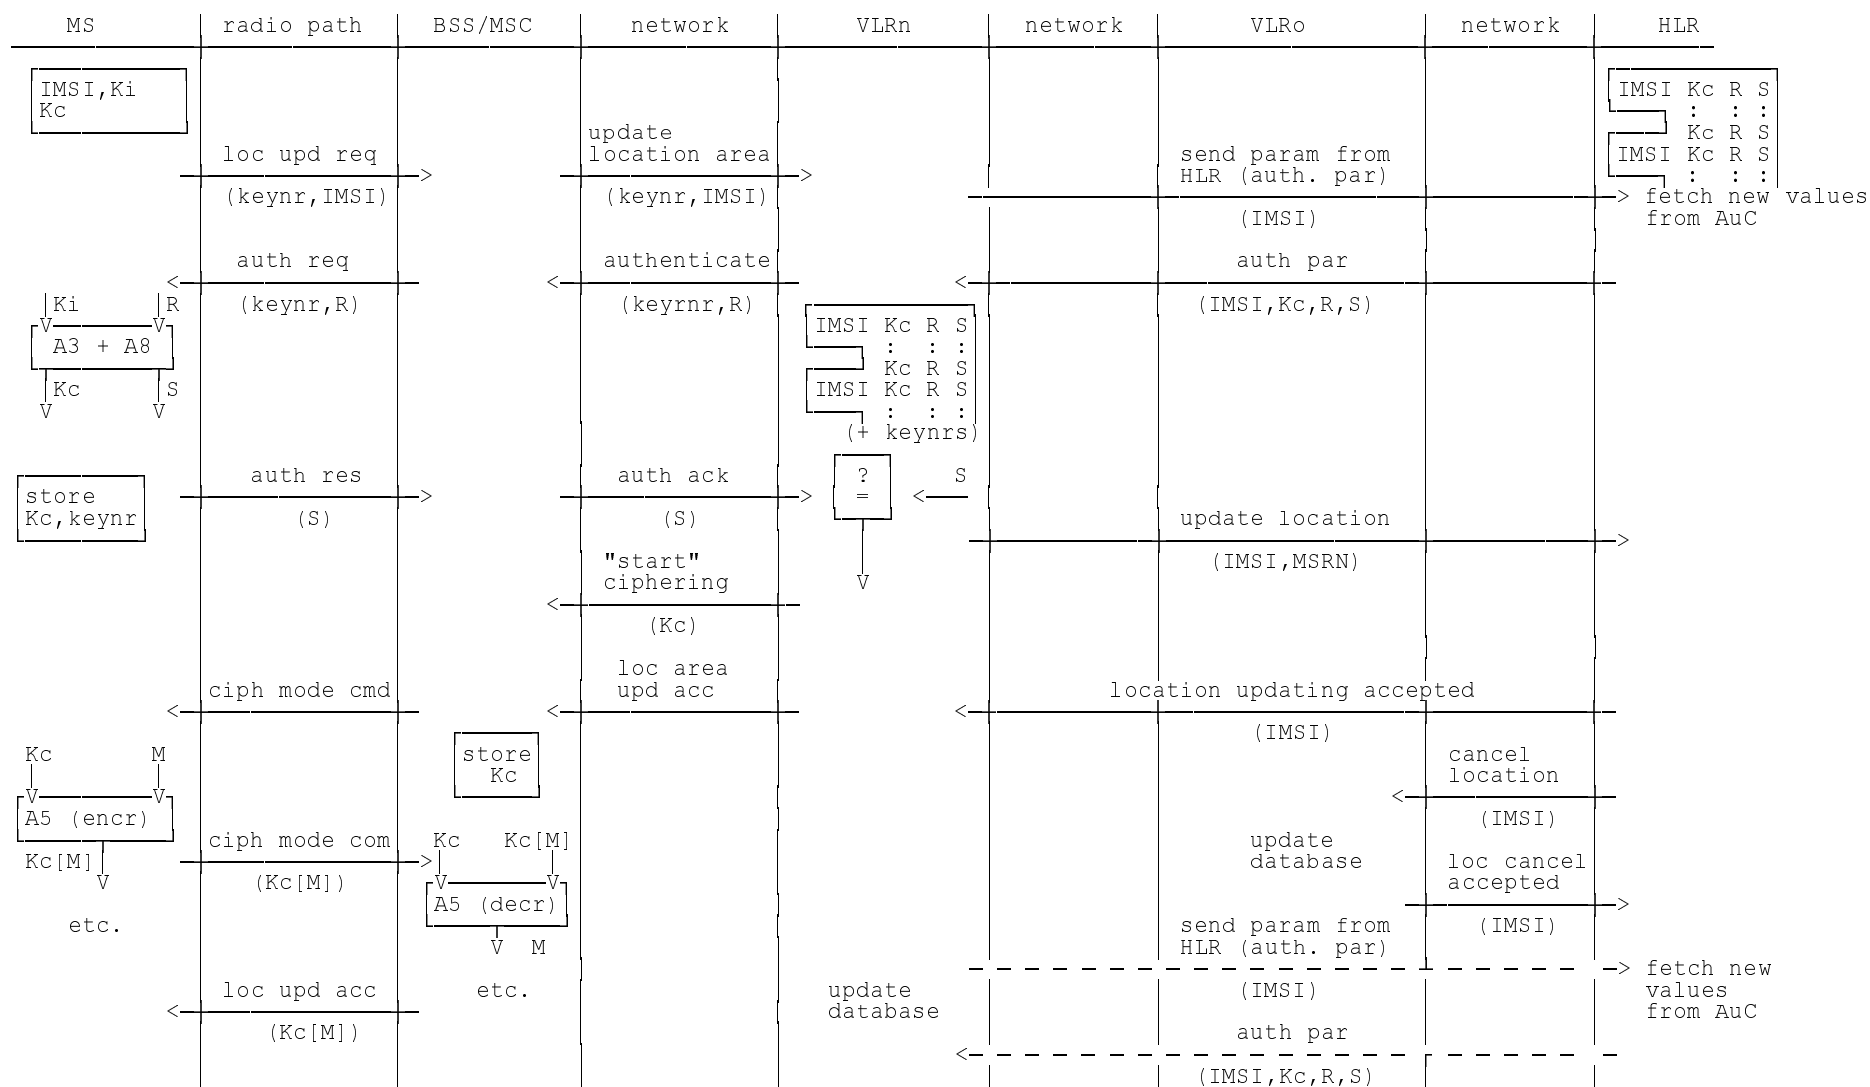 MS radio path BSS/MSC network VLRn network VLRo network HLR
IMSI,Ki IMSI Kc R S
Kc : : :
update Kc R S
loc upd req location area send param from IMSI Kc R S
> > HLR (auth. par) : : :
(keynr,IMSI) (keynr,IMSI) > fetch new values
(IMSI) from AuC
auth req authenticate auth par
< < <
Ki R (keynr,R) (keyrnr,R) (IMSI,Kc,R,S)
V V IMSI Kc R S
A3 + A8 : : :
Kc R S
Kc S IMSI Kc R S
V V : : :
(+ keynrs)
auth res auth ack ? S
store > > = <
Kc,keynr (S) (S) update location
>
"start" (IMSI,MSRN)
ciphering V
<
(Kc)
loc area
ciph mode cmd upd acc location updating accepted
< < <
(IMSI)
Kc M store cancel
Kc location
V V <
A5 (encr) (IMSI)
ciph mode com Kc Kc[M] update
Kc[M] > database loc cancel
V (Kc[M]) V V accepted
A5 (decr) >
etc. send param from (IMSI)
V M HLR (auth. par)
> fetch new
loc upd acc etc. update (IMSI) values
< database from AuC
(Kc[M]) auth par
<
(IMSI,Kc,R,S)